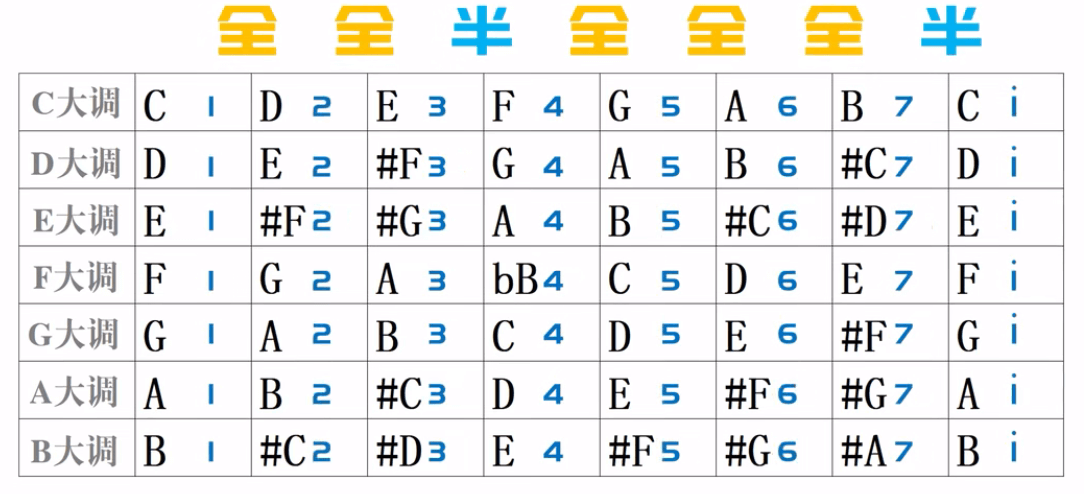 全 全 半 全 全 全 半
C大调 C 1 D 2 E 3 F 4 G 5 A 6 B 7 C i
D大调 D 1 E 2 #F 3 G 4 A 5 B 6 #C 7 D i
E大调 E 1 #F 2 #G 3 A 4 B 5 #C 6 #D 7 E i
F大调 F 1 G 2 A 3 bB 4 C 5 D 6 E 7 F i
G大调 G 1 A 2 B 3 C 4 D 5 E 6 #F 7 G i
A大调 A 1 B 2 #C 3 D 4 E 5 #F 6 #G 7 A i
B大调 B 1 #C 2 #D 3 E 4 #F 5 #G 6 #A 7 B i